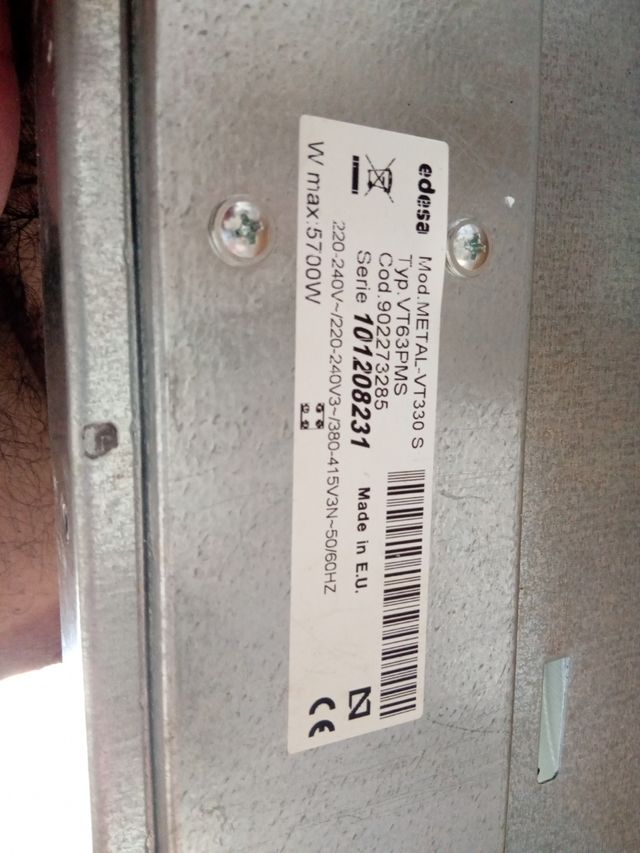 edesa Mod.METAL-VT330 S
Typ.VT63PMS
Cod.902273285
Serie 101208231 Made in E.U.
220-240V~/220-240V3~/380-415V3N~50/60HZ
W max:5700W
N
CE